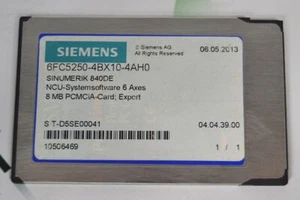 SIEMENS
© Siemens AG
All Rights Reserved
06.05.2013
6FC5250-4BX10-4AH0
SINUMERIK 840DE
NCU-Systemsoftware 6 Axes
8 MB PCMCIA-Card; Expert
S T-D5SE00041
04.04.39.00
10506469
1 / 1